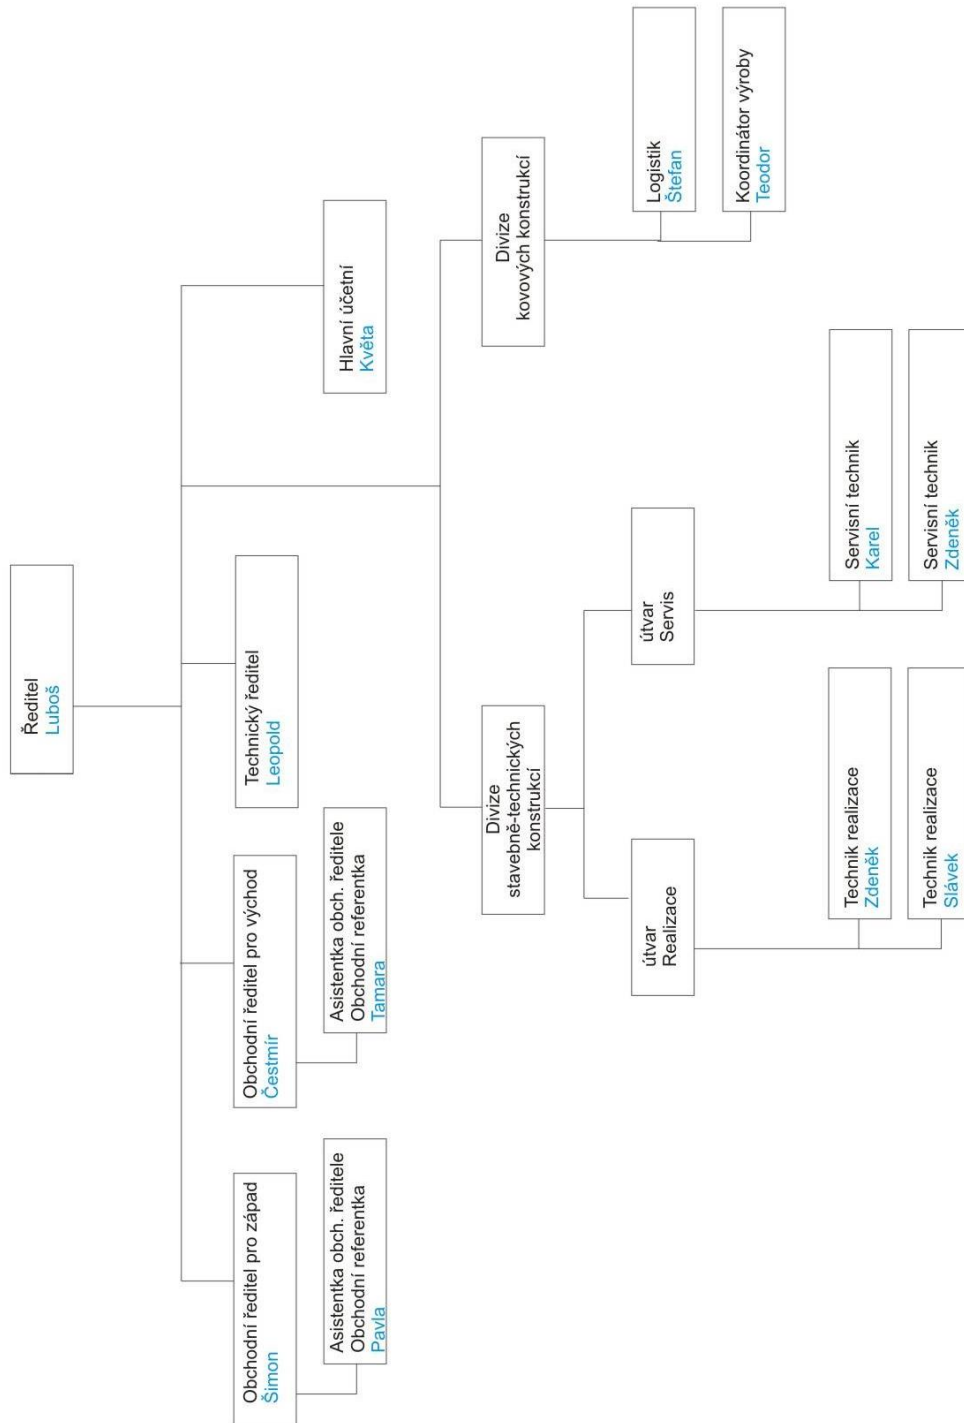 Ředitel
Luboš
Obchodní ředitel pro západ
Šimon
Asistentka obch. ředitele
Obchodní referentka
Pavla
Obchodní ředitel pro východ
Čestmír
Asistentka obch. ředitele
Obchodní referentka
Tamara
Technický ředitel
Leopold
Hlavní účetní
Květa
Divize
stavebně-technických
konstrukcí
útvar
Realizace
Technik realizace
Zdeněk
Technik realizace
Slávek
útvar
Servis
Servisní technik
Karel
Servisní technik
Zdeněk
Divize
kovových konstrukcí
Logistik
Štefan
Koordinátor výroby
Teodor